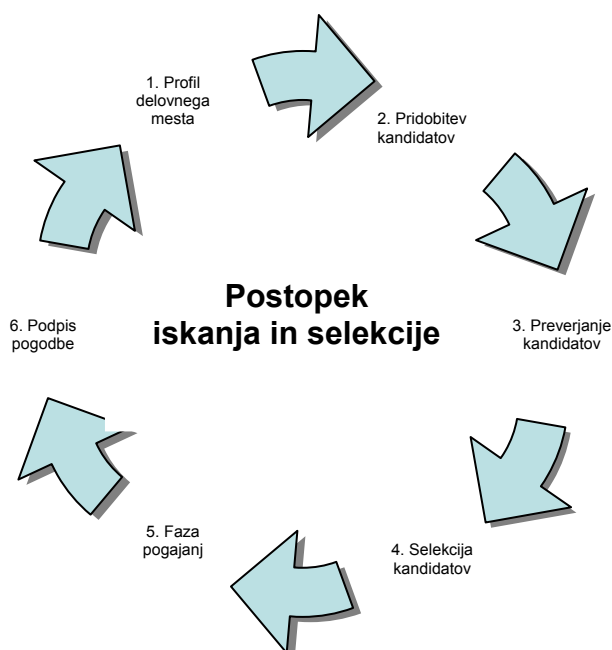 1. Profil
delovnega
mesta
2. Pridobitev
kandidatov
Postopek
iskanja in selekcije
3. Preverjanje
kandidatov
4. Selekcija
kandidatov
5. Faza
pogajanj
6. Podpis
pogodbe